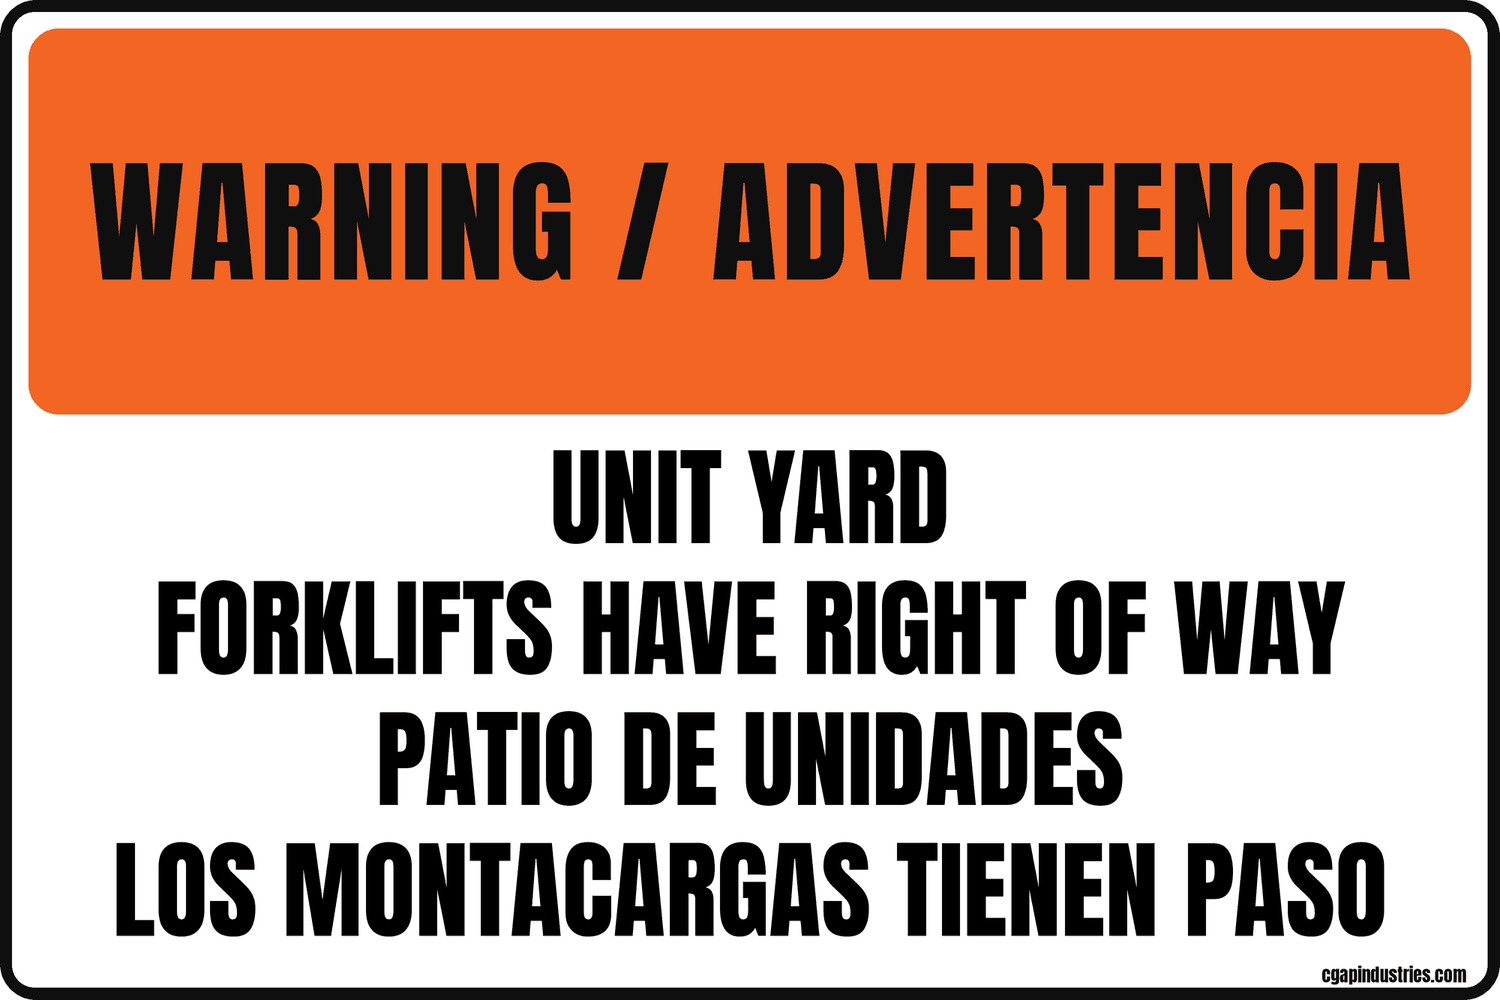 WARNING / ADVERTENCIA
UNIT YARD
FORKLIFTS HAVE RIGHT OF WAY
PATIO DE UNIDADES
LOS MONTACARGAS TIENEN PASO
cgapindustries.com